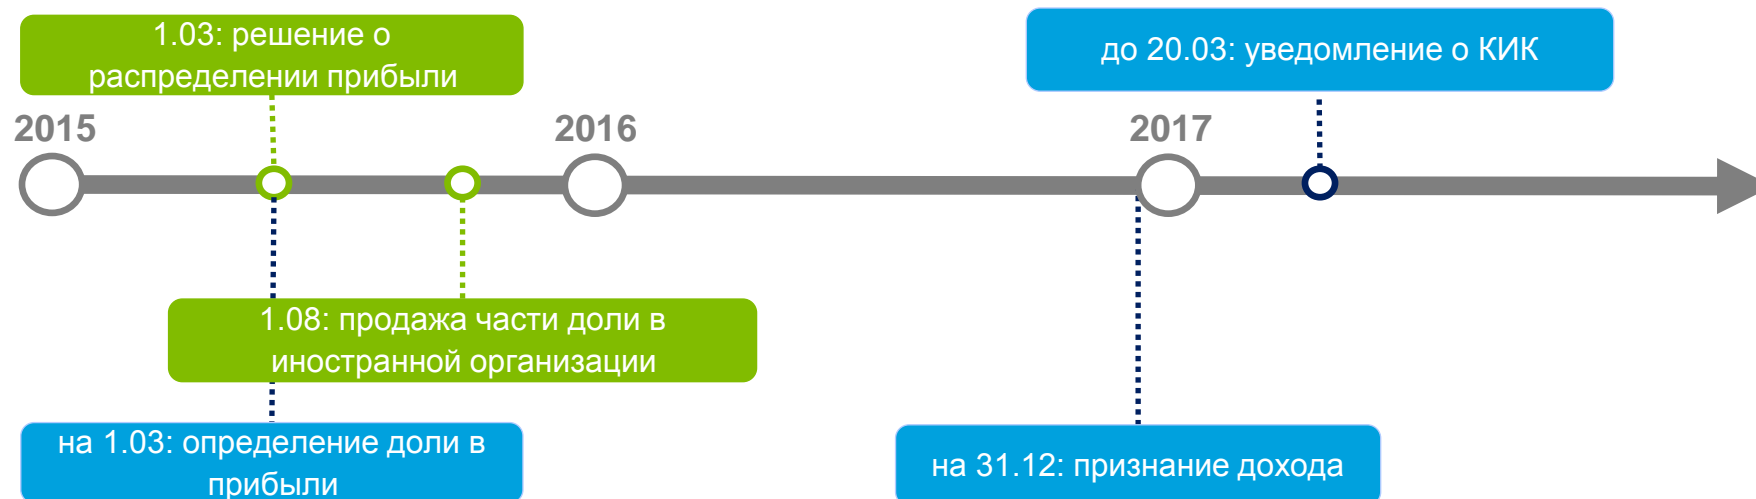 1.03: решение о
распределении прибыли
до 20.03: уведомление о КИК
2015
2016
2017
1.08: продажа части доли в
иностранной организации
на 1.03: определение доли в
прибыли
на 31.12: признание дохода